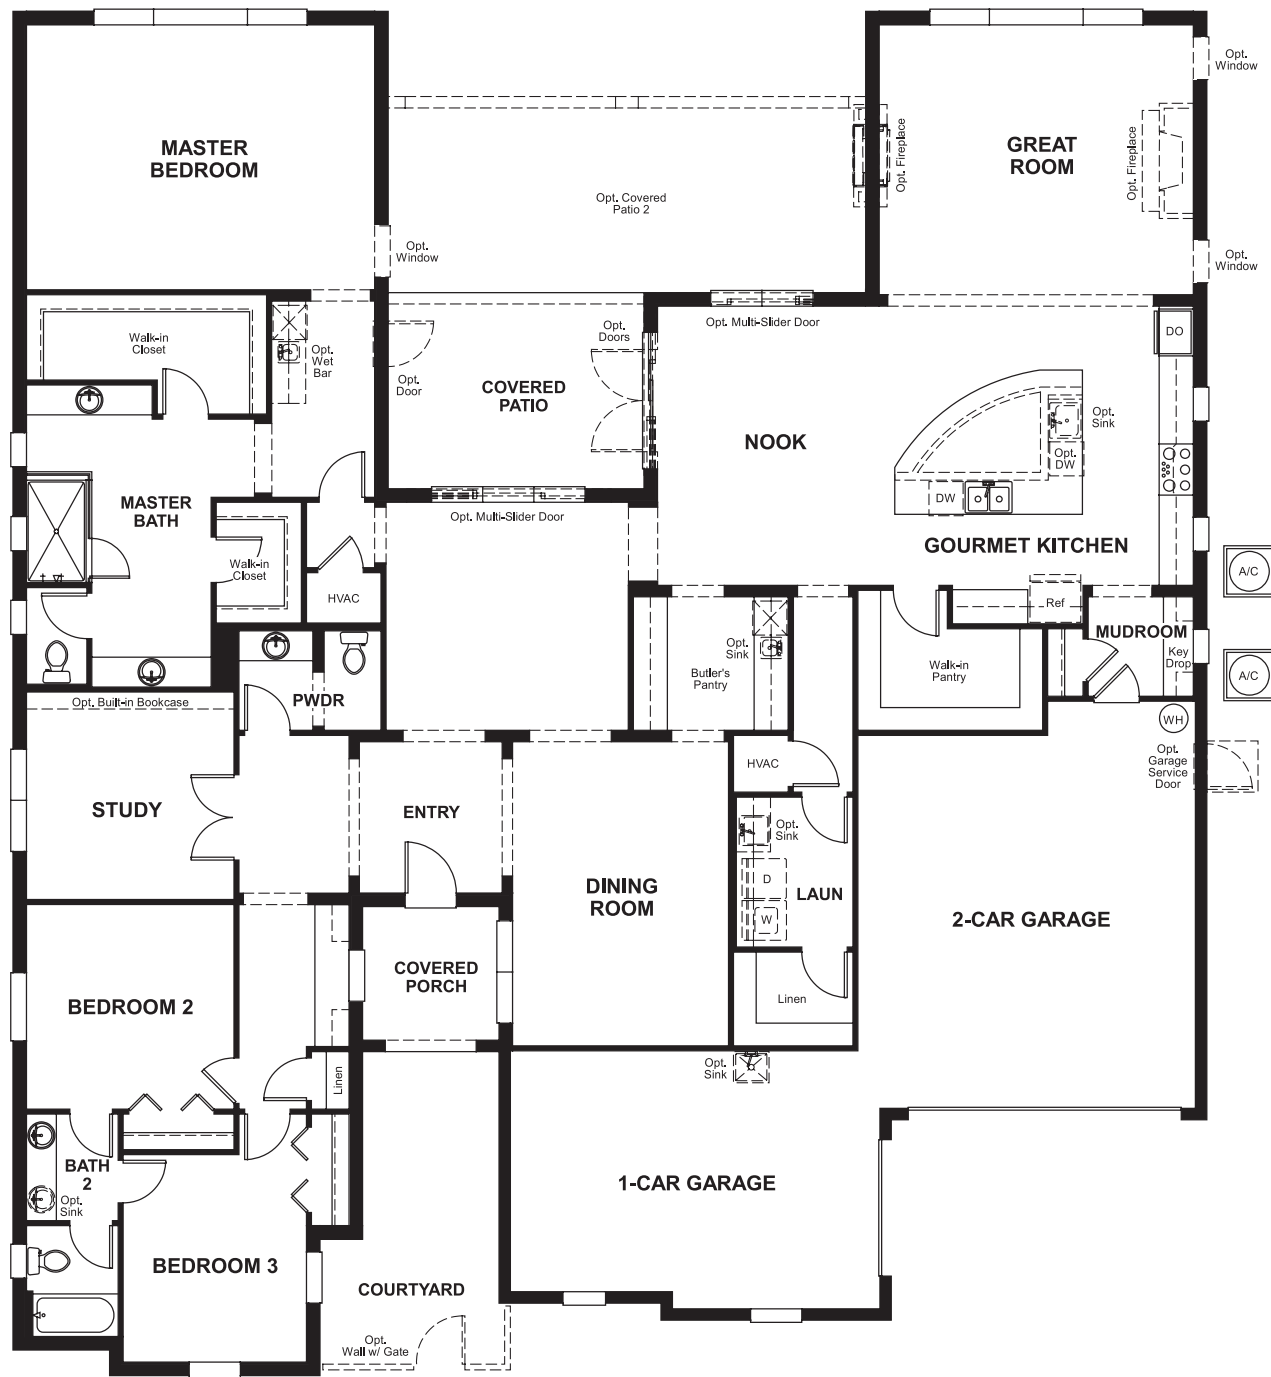 MASTER
BEDROOM
GREAT
ROOM
Opt.
Window
Opt. Fireplace
Opt. Fireplace
Opt. Covered
Patio 2
Opt.
Window
Opt.
Window
Walk-in
Closet
Opt.
Wet
Bar
Opt.
Door
Opt.
Doors
COVERED
PATIO
Opt. Multi-Slider Door
DO
NOOK
Opt.
Sink
Opt.
DW
DW
MASTER
BATH
Opt. Multi-Slider Door
GOURMET KITCHEN
Walk-in
Closet
HVAC
A/C
Ref
MUDROOM
Key
Drop
A/C
Opt.
Sink
Butler's
Pantry
Walk-in
Pantry
PWDR
Opt. Built-in Bookcase
WH
Opt.
Garage
Service
Door
HVAC
STUDY
ENTRY
Opt.
Sink
D
W
LAUN
DINING
ROOM
2-CAR GARAGE
COVERED
PORCH
BEDROOM 2
Linen
Linen
Opt.
Sink
BATH
2
Opt.
Sink
1-CAR GARAGE
BEDROOM 3
COURTYARD
Opt.
Wall w/ Gate